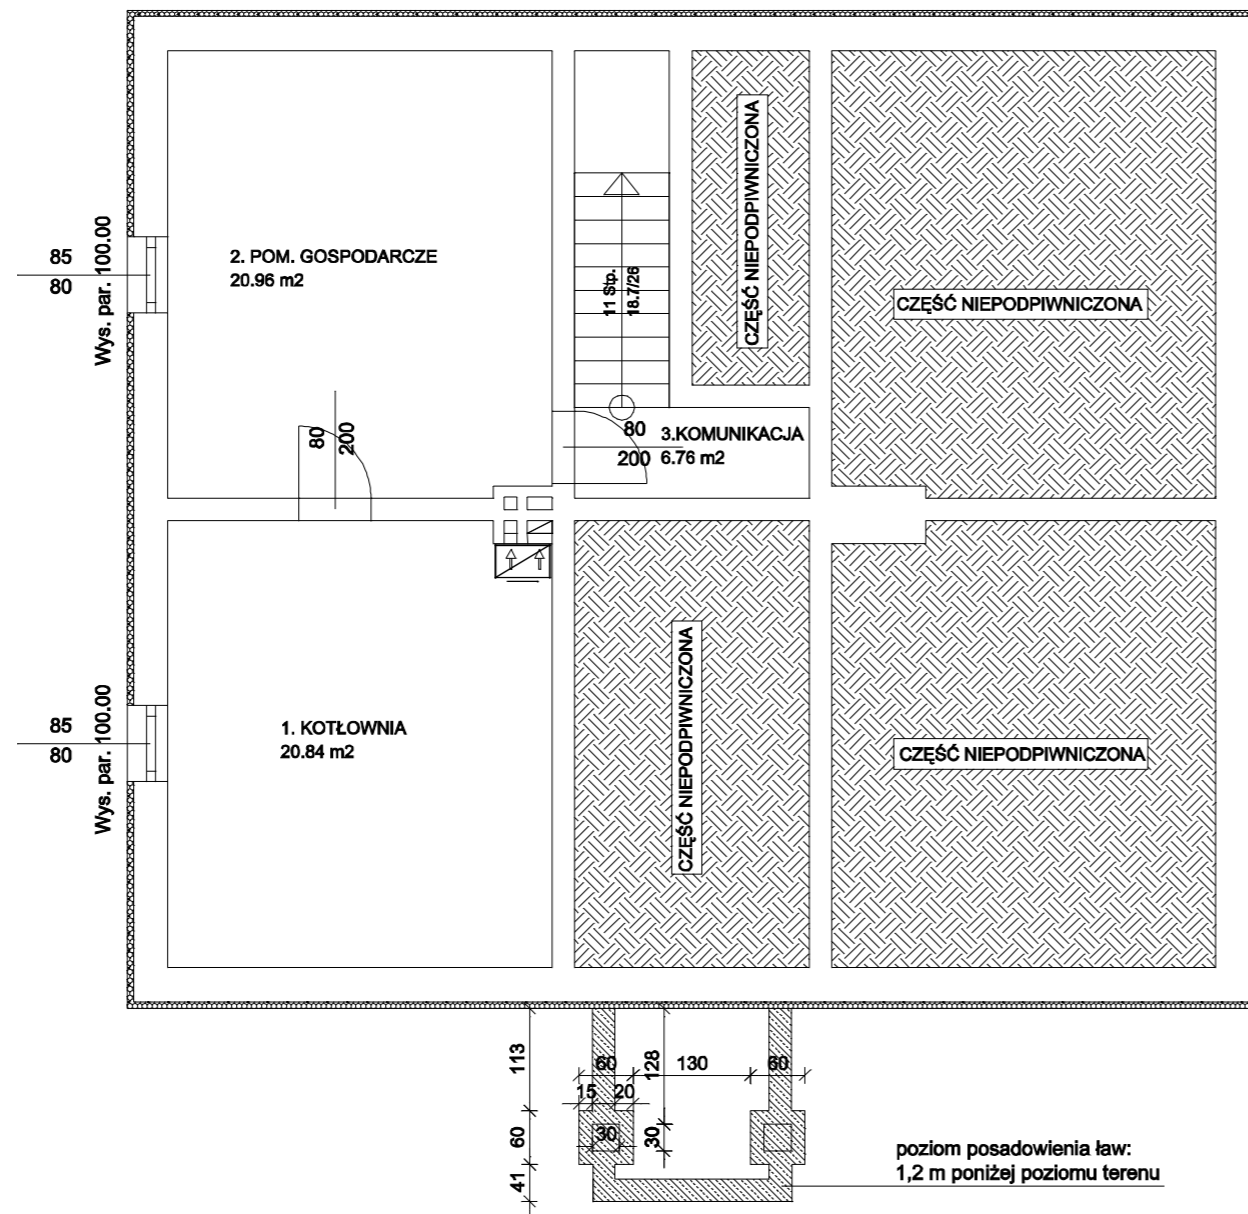 2. POM. GOSPODARCZE
20.96 m2
85
80
Wys. par. 100.00
80
200
11 Stp.
18.7/26
CZĘŚĆ NIEPODPIWNICZONA
CZĘŚĆ NIEPODPIWNICZONA
80
200
3.KOMUNIKACJA
6.76 m2
85
80
Wys. par. 100.00
1. KOTŁOWNIA
20.84 m2
CZĘŚĆ NIEPODPIWNICZONA
CZĘŚĆ NIEPODPIWNICZONA
113
60
41
60
128
130
60
15
20
30
30
poziom posadowienia ław:
1,2 m poniżej poziomu terenu